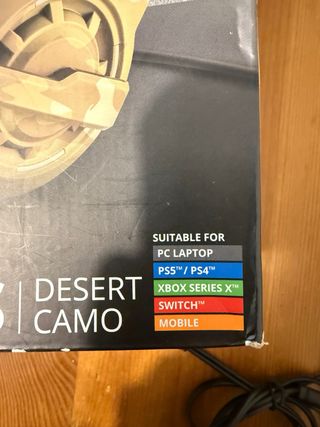 SUITABLE FOR
PC LAPTOP
PS5™ / PS4™
XBOX SERIES X™
SWITCH™
MOBILE
DESERT
CAMO